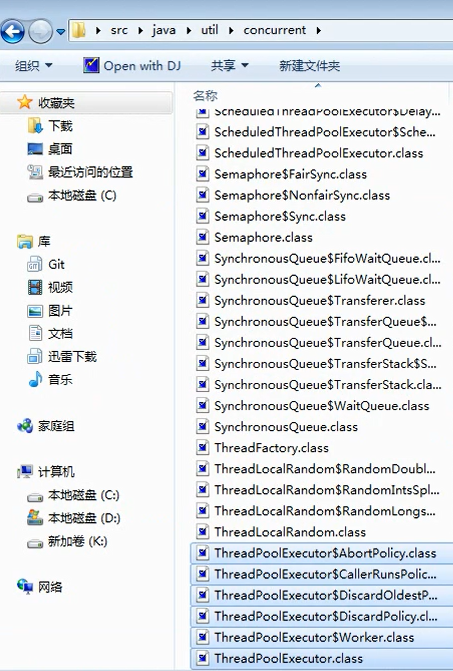 src ▸ java ▸ util ▸ concurrent ▸
组织 Open with DJ 共享 新建文件夹
收藏夹
下载
桌面
最近访问的位置
本地磁盘 (C)
库
Git
视频
图片
文档
迅雷下载
音乐
家庭组
计算机
本地磁盘 (C:)
本地磁盘 (D:)
新加卷 (K:)
网络
名称
ScheduledThreadPoolExecutor$Delay...
ScheduledThreadPoolExecutor$Sche...
ScheduledThreadPoolExecutor.class
Semaphore$FairSync.class
Semaphore$NonfairSync.class
Semaphore$Sync.class
Semaphore.class
SynchronousQueue$FifoWaitQueue.cl...
SynchronousQueue$LifoWaitQueue.cl...
SynchronousQueue$Transferer.class
SynchronousQueue$TransferQueue$...
SynchronousQueue$TransferQueue.cl...
SynchronousQueue$TransferStack$S...
SynchronousQueue$TransferStack.cla...
SynchronousQueue$WaitQueue.class
SynchronousQueue.class
ThreadFactory.class
ThreadLocalRandom$RandomDoubl...
ThreadLocalRandom$RandomIntsSpl...
ThreadLocalRandom$RandomLongs...
ThreadLocalRandom.class
ThreadPoolExecutor$AbortPolicy.class
ThreadPoolExecutor$CallerRunsPolic...
ThreadPoolExecutor$DiscardOldestP...
ThreadPoolExecutor$DiscardPolicy.cl...
ThreadPoolExecutor$Worker.class
ThreadPoolExecutor.class